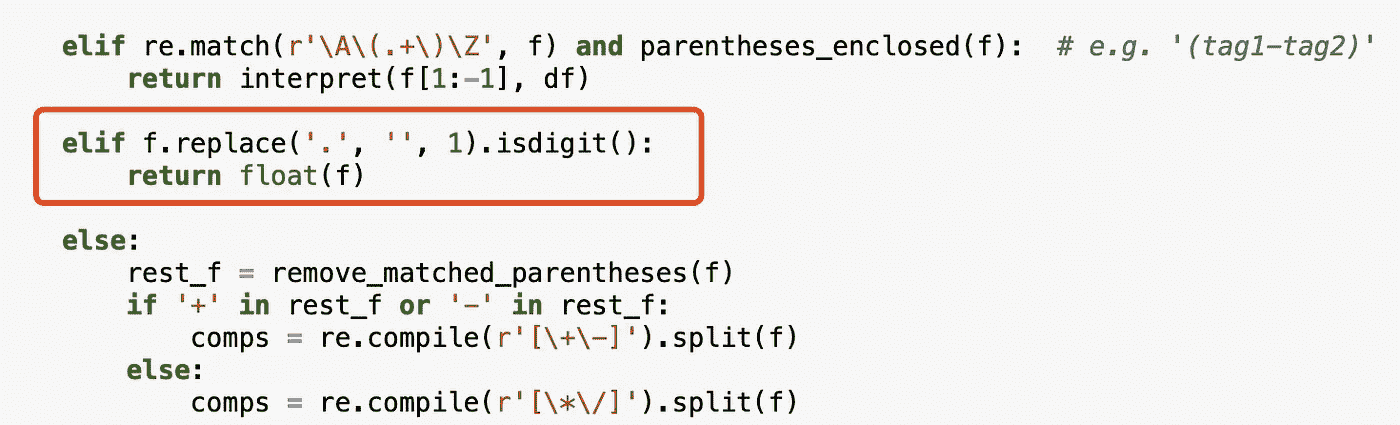 elif re.match(r'\A\(.+\)\Z', f) and parentheses_enclosed(f):  # e.g. '(tag1-tag2)'
    return interpret(f[1:-1], df)
elif f.replace('.', '', 1).isdigit():
    return float(f)
else:
    rest_f = remove_matched_parentheses(f)
    if '+' in rest_f or '-' in rest_f:
        comps = re.compile(r'[\+\-]').split(f)
    else:
        comps = re.compile(r'[\*\/]').split(f)